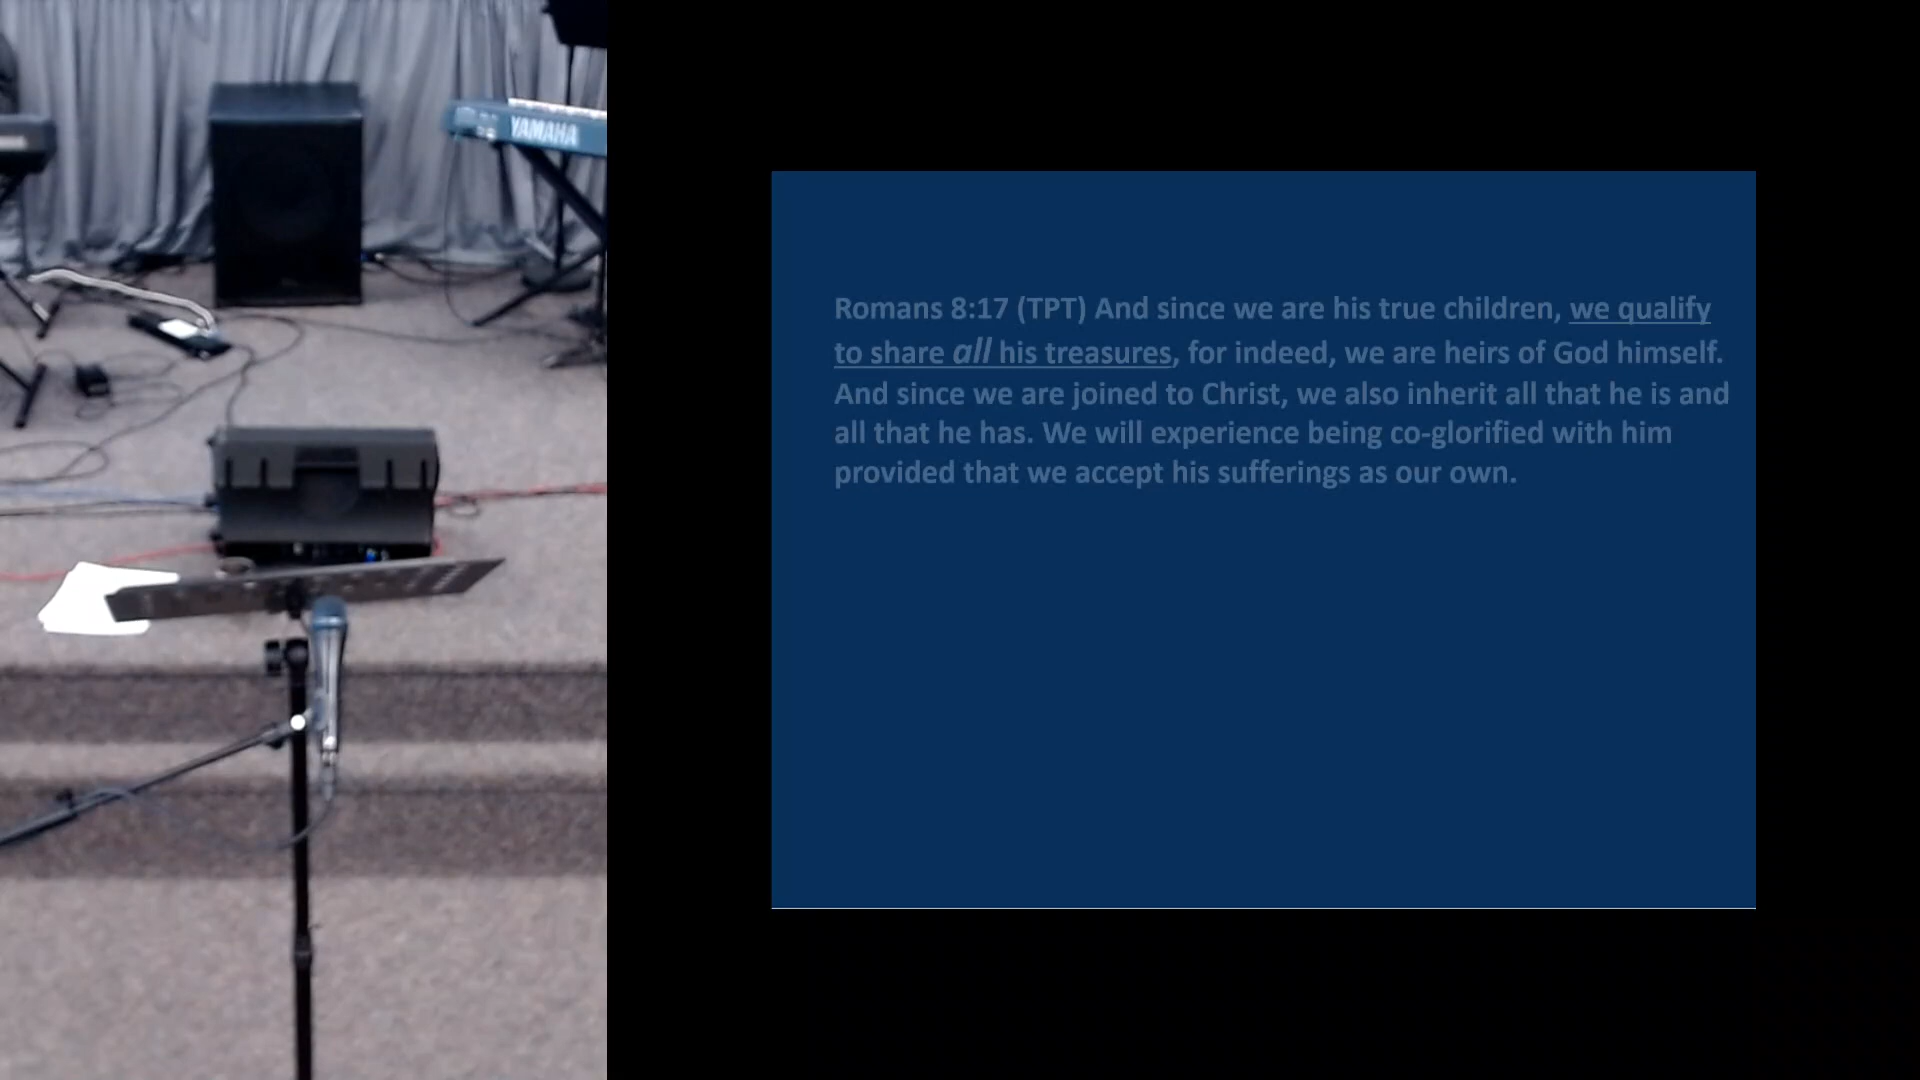 YAMAHA
Romans 8:17 (TPT) And since we are his true children, we qualify
to share all his treasures, for indeed, we are heirs of God himself.
And since we are joined to Christ, we also inherit all that he is and
all that he has. We will experience being co-glorified with him
provided that we accept his sufferings as our own.